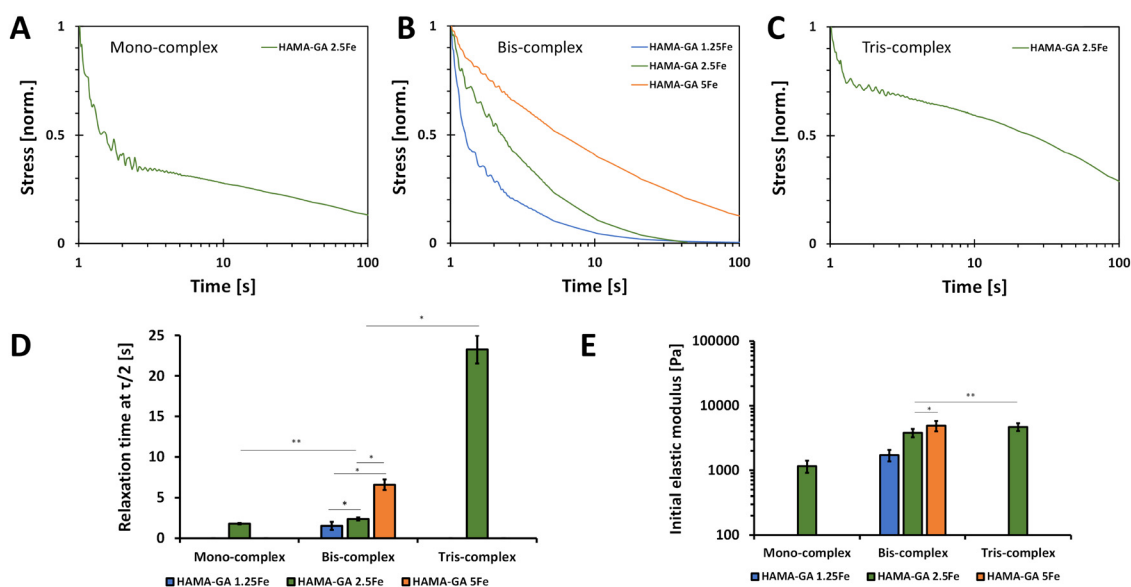 A
Mono-complex
HAMA-GA 2.5Fe
Stress [norm.]
1
0.5
0
1
10
100
Time [s]
B
Bis-complex
HAMA-GA 1.25Fe
HAMA-GA 2.5Fe
HAMA-GA 5Fe
Stress [norm.]
1
0.5
0
1
10
100
Time [s]
C
Tris-complex
HAMA-GA 2.5Fe
Stress [norm.]
1
0.5
0
1
10
100
Time [s]
D
Relaxation time at τ/2 [s]
25
20
15
10
5
0
*
**
*
*
*
Mono-complex
Bis-complex
Tris-complex
HAMA-GA 1.25Fe
HAMA-GA 2.5Fe
HAMA-GA 5Fe
E
Initial elastic modulus [Pa]
100000
10000
1000
100
**
*
Mono-complex
Bis-complex
Tris-complex
HAMA-GA 1.25Fe
HAMA-GA 2.5Fe
HAMA-GA 5Fe